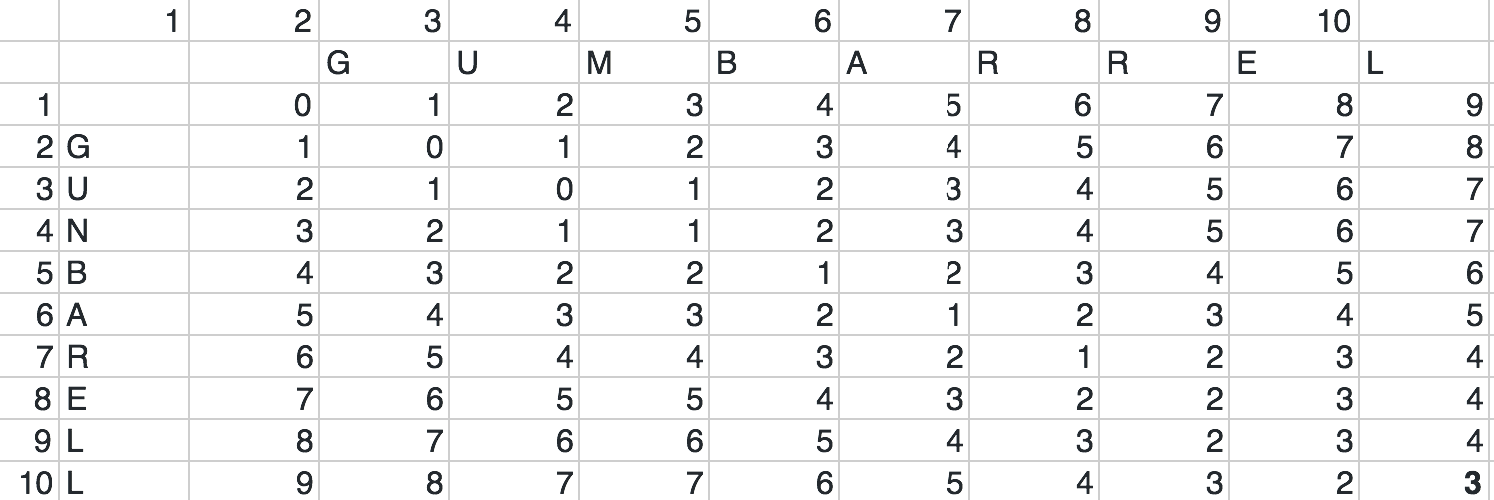 1 2 3 4 5 6 7 8 9 10
G U M B A R R E L
1 0 1 2 3 4 5 6 7 8 9
2 G 1 0 1 2 3 4 5 6 7 8
3 U 2 1 0 1 2 3 4 5 6 7
4 N 3 2 1 1 2 3 4 5 6 7
5 B 4 3 2 2 1 2 3 4 5 6
6 A 5 4 3 3 2 1 2 3 4 5
7 R 6 5 4 4 3 2 1 2 3 4
8 E 7 6 5 5 4 3 2 2 3 4
9 L 8 7 6 6 5 4 3 2 3 4
10 L 9 8 7 7 6 5 4 3 2 3